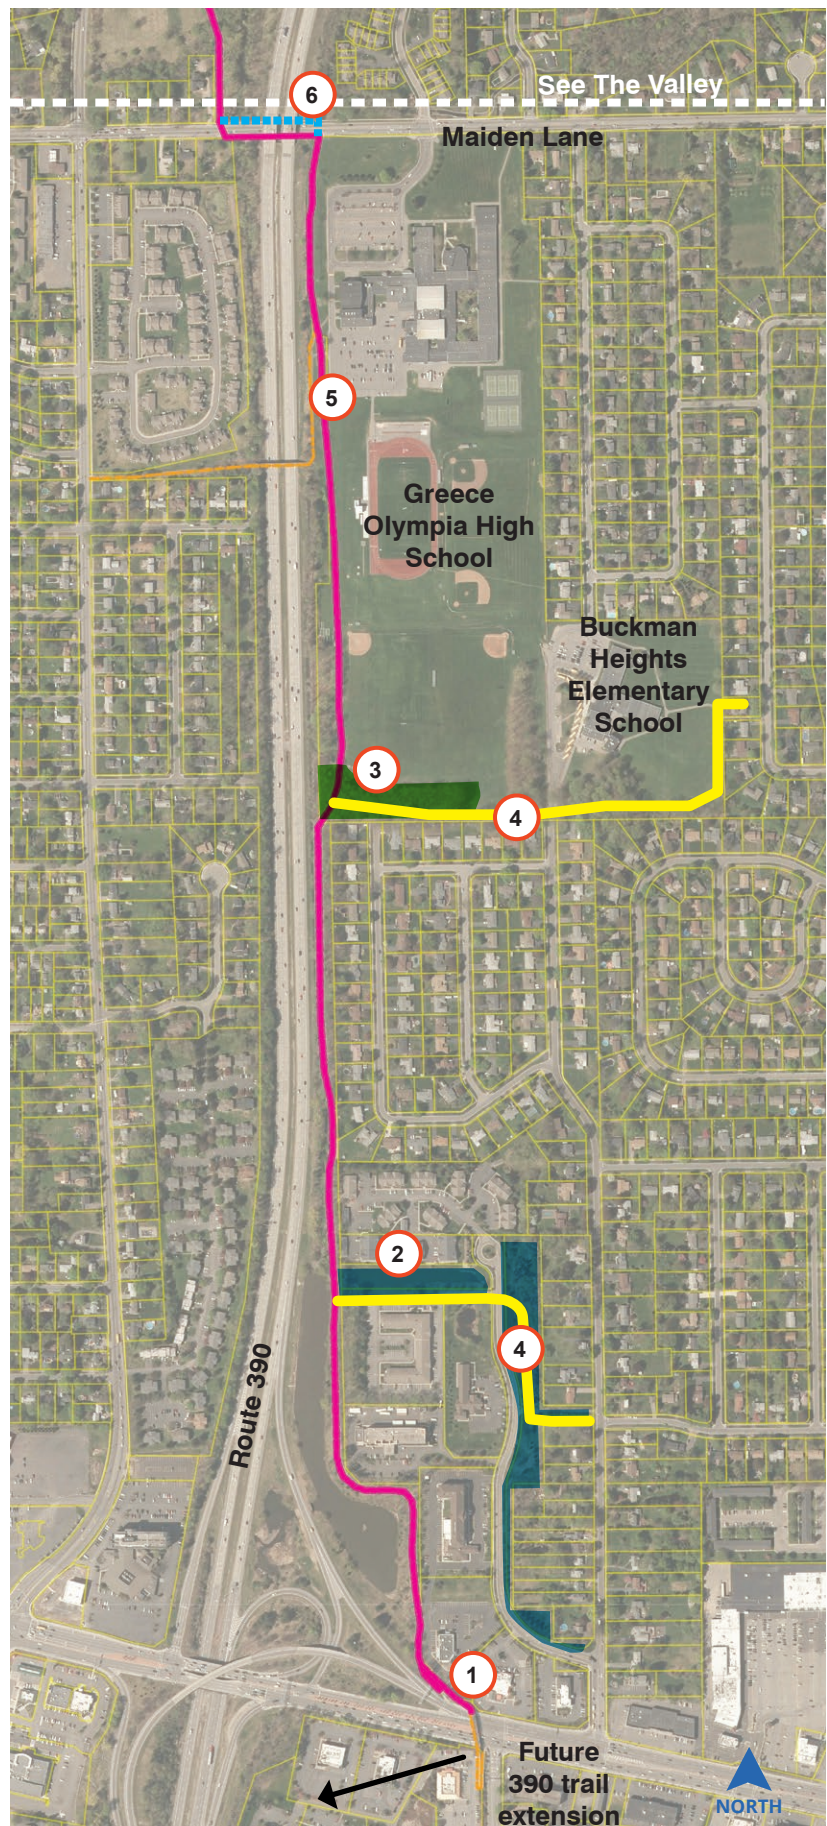 6
See The Valley
Maiden Lane
5
Greece
Olympia High
School
Buckman
Heights
Elementary
School
3
4
2
4
Route 390
1
Future
390 trail
extension
NORTH